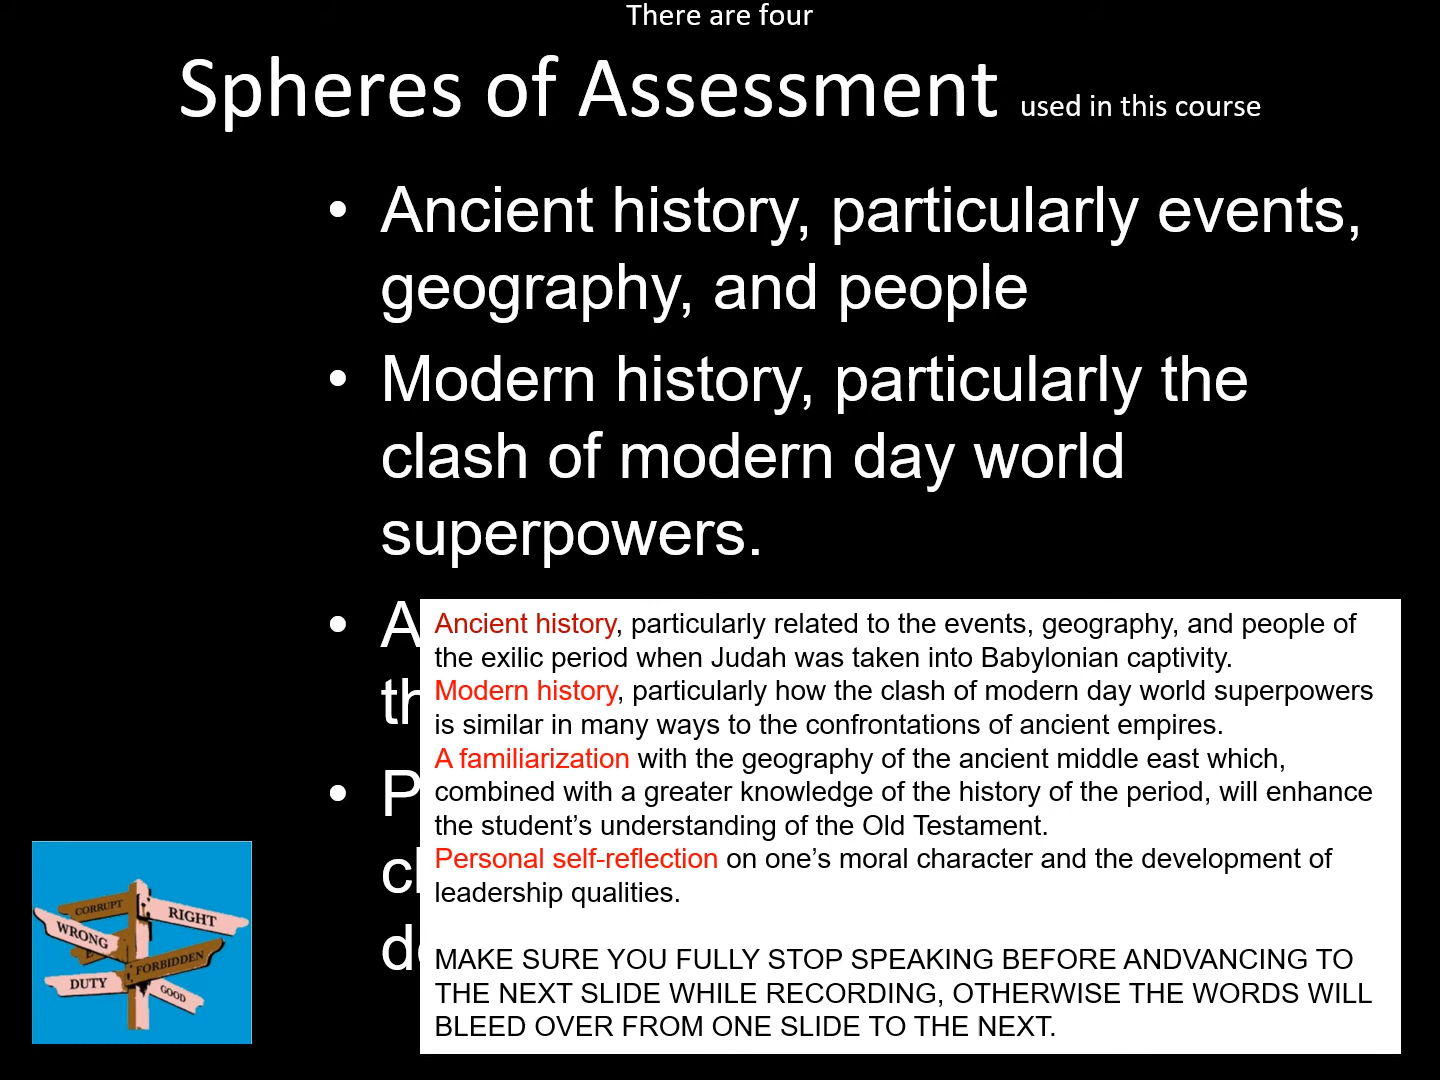 There are four
Spheres of Assessment used in this course
• Ancient history, particularly events,
geography, and people
• Modern history, particularly the
clash of modern day world
superpowers.
Ancient history, particularly related to the events, geography, and people of
the exilic period when Judah was taken into Babylonian captivity.
Modern history, particularly how the clash of modern day world superpowers
is similar in many ways to the confrontations of ancient empires.
A familiarization with the geography of the ancient middle east which,
combined with a greater knowledge of the history of the period, will enhance
the student’s understanding of the Old Testament.
Personal self-reflection on one’s moral character and the development of
leadership qualities.
MAKE SURE YOU FULLY STOP SPEAKING BEFORE ANDVANCING TO
THE NEXT SLIDE WHILE RECORDING, OTHERWISE THE WORDS WILL
BLEED OVER FROM ONE SLIDE TO THE NEXT.
CORRUPT
RIGHT
WRONG
FORBIDDEN
DUTY
GOOD